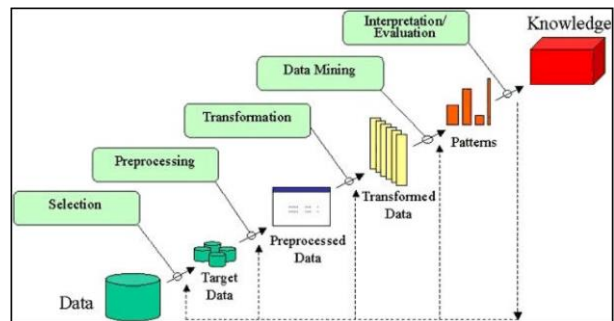 Interpretation/
Evaluation
Knowledge
Data Mining
Transformation
Patterns
Preprocessing
Transformed
Data
Selection
Preprocessed
Data
Target
Data
Data